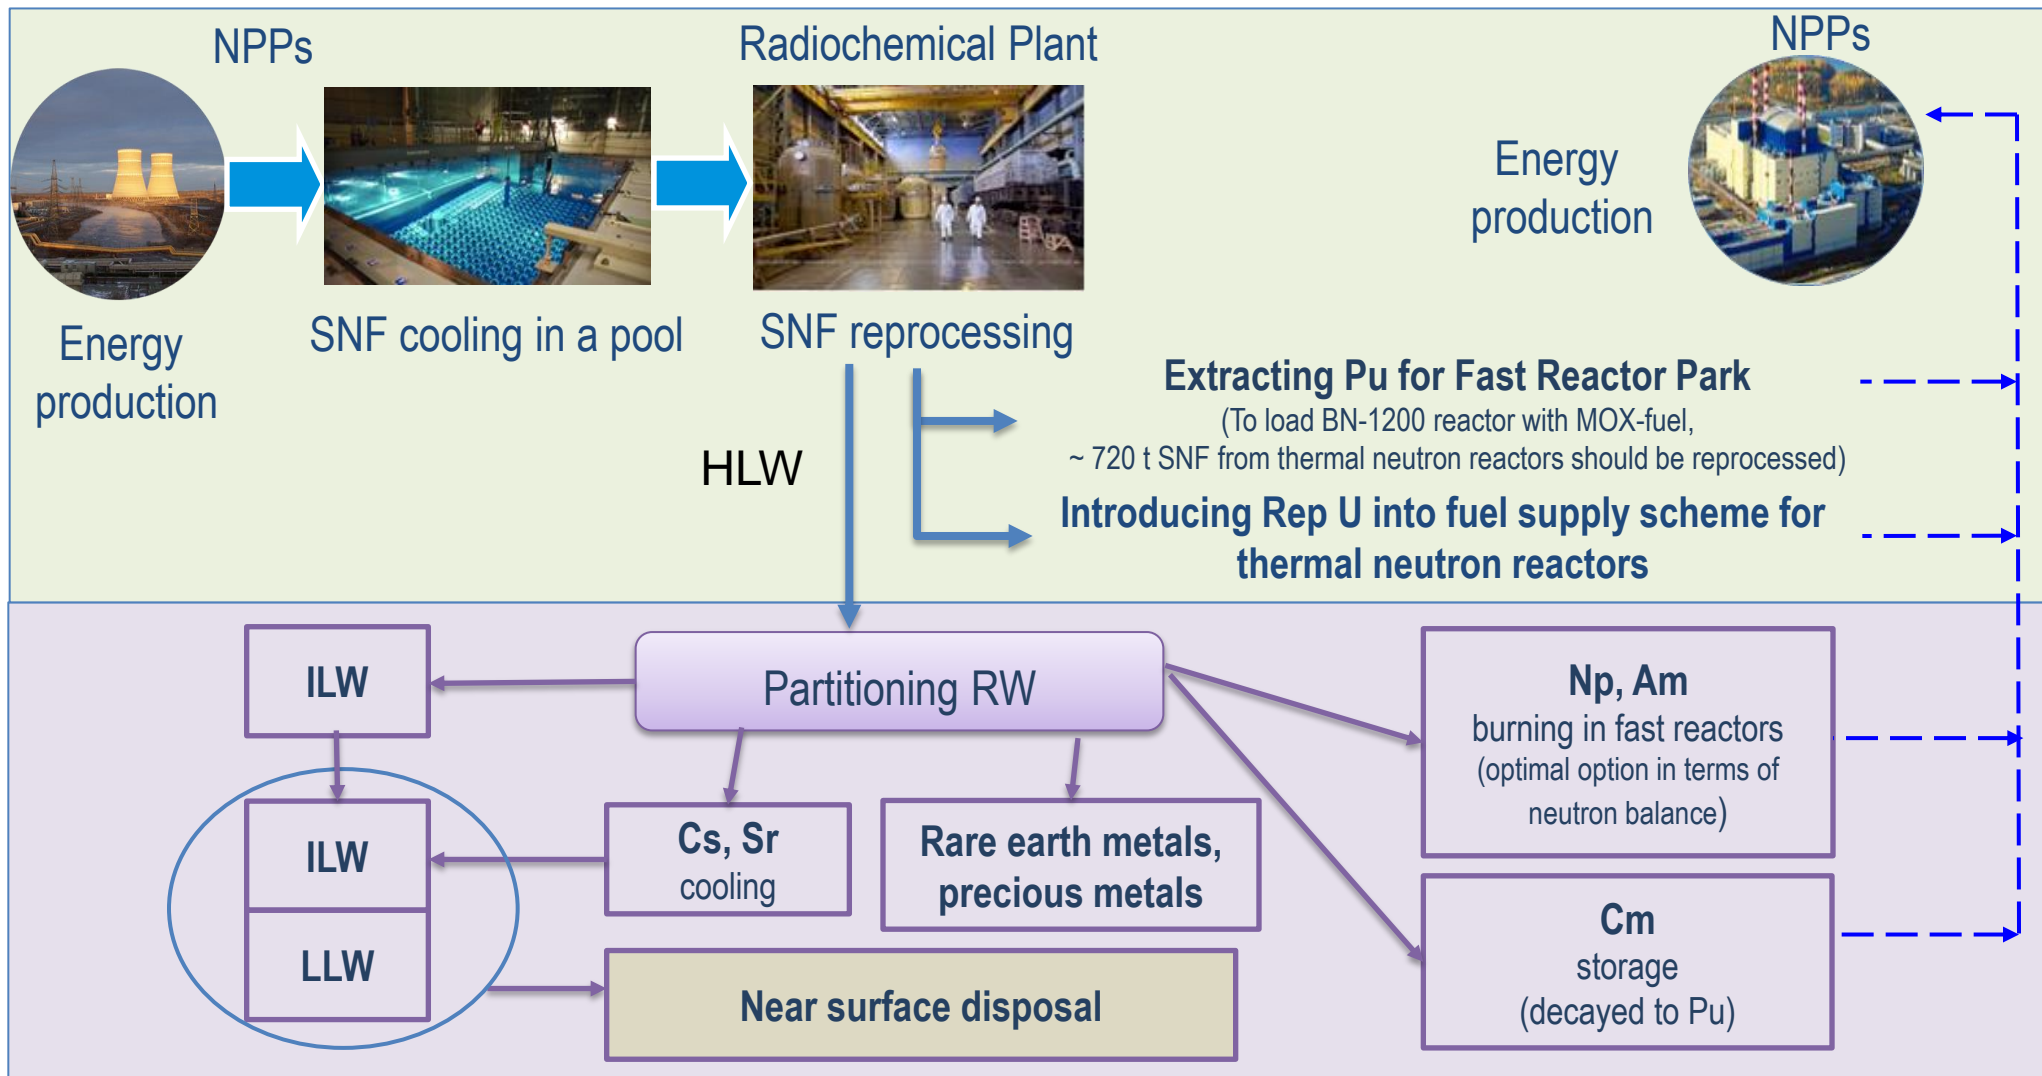 NPPs
Radiochemical Plant
NPPs
Energy
production
SNF cooling in a pool
SNF reprocessing
Energy
production
Extracting Pu for Fast Reactor Park
(To load BN-1200 reactor with MOX-fuel,
~ 720 t SNF from thermal neutron reactors should be reprocessed)
HLW
Introducing Rep U into fuel supply scheme for
thermal neutron reactors
ILW
Partitioning RW
Np, Am
burning in fast reactors
(optimal option in terms of
neutron balance)
ILW
LLW
Cs, Sr
cooling
Rare earth metals,
precious metals
Cm
storage
(decayed to Pu)
Near surface disposal